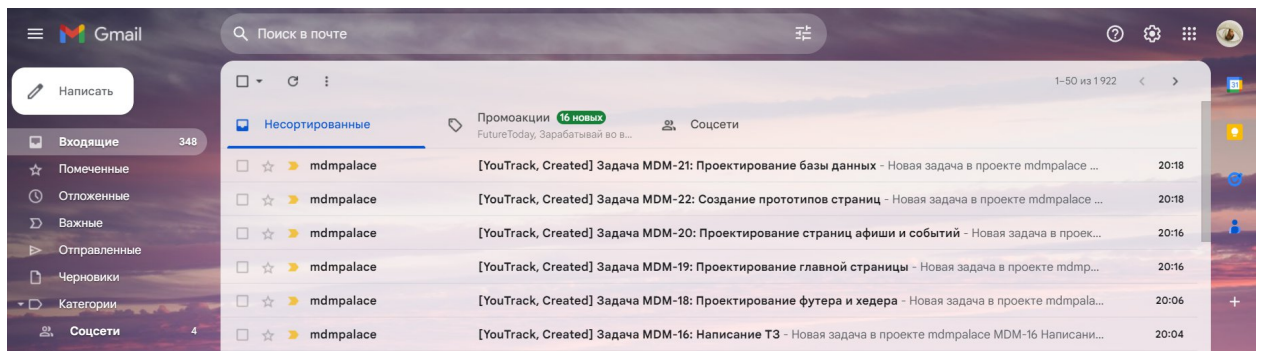 Gmail
Поиск в почте
Написать
1–50 из 1 922
31
Несортированные
Промоакции 16 новых
FutureToday, Зарабатывай во в...
Соцсети
Входящие 348
Помеченные
Отложенные
Важные
Отправленные
Черновики
Категории
Соцсети 4
mdmpalace [YouTrack, Created] Задача MDM-21: Проектирование базы данных - Новая задача в проекте mdmpalace ... 20:18
mdmpalace [YouTrack, Created] Задача MDM-22: Создание прототипов страниц - Новая задача в проекте mdmpalace ... 20:18
mdmpalace [YouTrack, Created] Задача MDM-20: Проектирование страниц афиши и событий - Новая задача в проек... 20:16
mdmpalace [YouTrack, Created] Задача MDM-19: Проектирование главной страницы - Новая задача в проекте mdmp... 20:16
mdmpalace [YouTrack, Created] Задача MDM-18: Проектирование футера и хедера - Новая задача в проекте mdmpala... 20:06
mdmpalace [YouTrack, Created] Задача MDM-16: Написание ТЗ - Новая задача в проекте mdmpalace MDM-16 Написани... 20:04